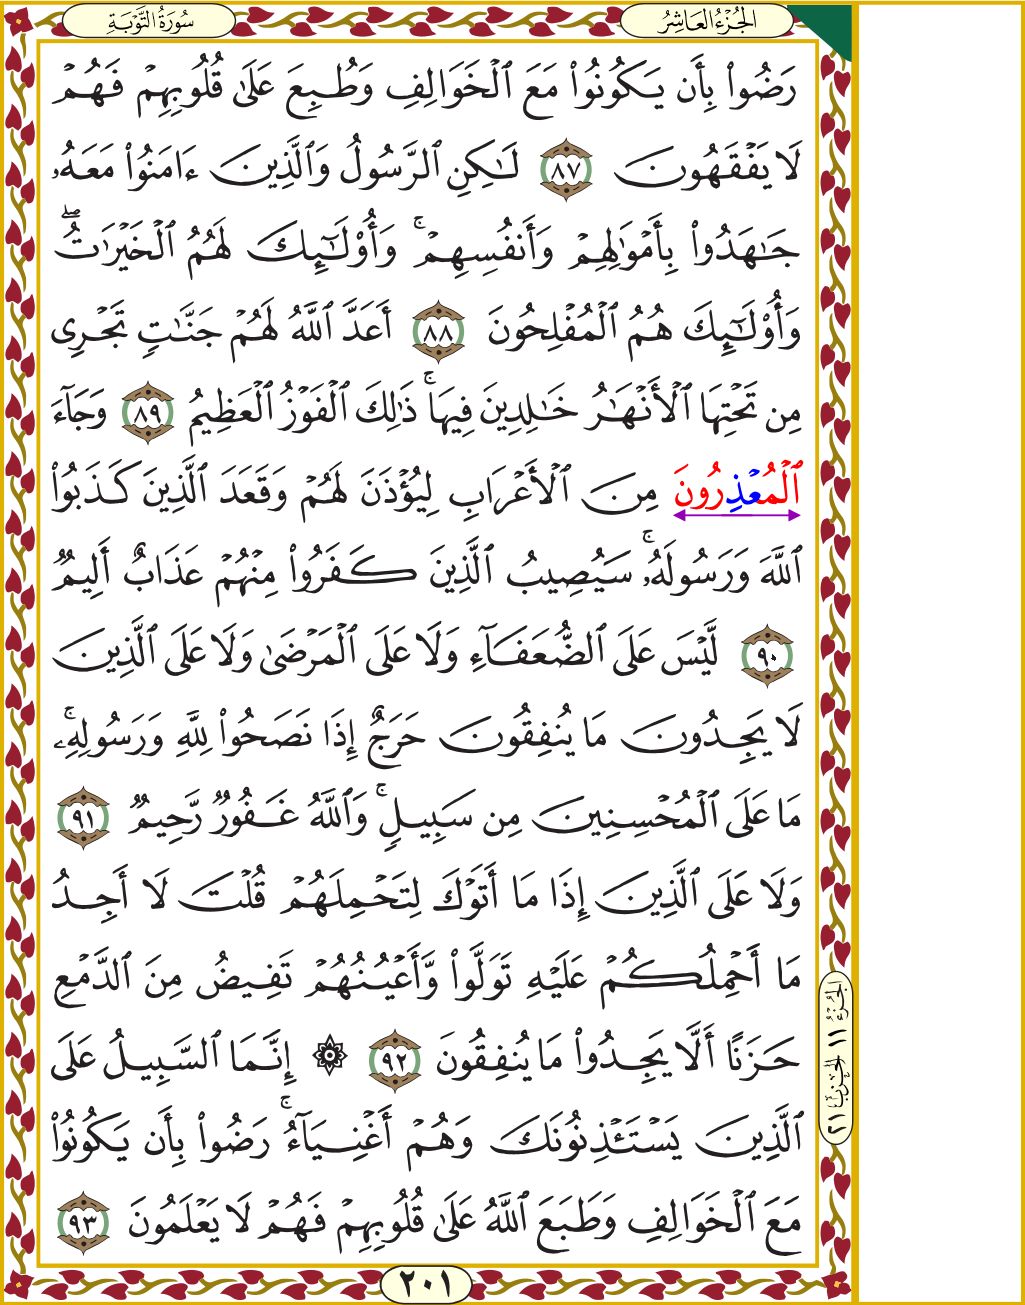 الجُزْءُ العَاشِرُ
سُورَةُ التَّوْبَةِ
رَضُوا۟ بِأَن يَكُونُوا۟ مَعَ ٱلْخَوَالِفِ وَطُبِعَ عَلَىٰ قُلُوبِهِمْ فَهُمْ
لَا يَفْقَهُونَ ٨٧ لَـٰكِنِ ٱلرَّسُولُ وَٱلَّذِينَ ءَامَنُوا۟ مَعَهُۥ
جَـٰهَدُوا۟ بِأَمْوَٰلِهِمْ وَأَنفُسِهِمْ ۚ وَأُو۟لَـٰٓئِكَ لَهُمُ ٱلْخَيْرَٰتُ ۖ
وَأُو۟لَـٰٓئِكَ هُمُ ٱلْمُفْلِحُونَ ٨٨ أَعَدَّ ٱللَّهُ لَهُمْ جَنَّـٰتٍ تَجْرِى
مِن تَحْتِهَا ٱلْأَنْهَـٰرُ خَـٰلِدِينَ فِيهَا ۚ ذَٰلِكَ ٱلْفَوْزُ ٱلْعَظِيمُ ٨٩ وَجَآءَ
ٱلْمُعْذِرُونَ مِنَ ٱلْأَعْرَابِ لِيُؤْذَنَ لَهُمْ وَقَعَدَ ٱلَّذِينَ كَذَبُوا۟
ٱللَّهَ وَرَسُولَهُۥ ۚ سَيُصِيبُ ٱلَّذِينَ كَفَرُوا۟ مِنْهُمْ عَذَابٌ أَلِيمٌ
٩٠ لَّيْسَ عَلَى ٱلضُّعَفَآءِ وَلَا عَلَى ٱلْمَرْضَىٰ وَلَا عَلَى ٱلَّذِينَ
لَا يَجِدُونَ مَا يُنفِقُونَ حَرَجٌ إِذَا نَصَحُوا۟ لِلَّهِ وَرَسُولِهِۦ ۚ
مَا عَلَى ٱلْمُحْسِنِينَ مِن سَبِيلٍ ۚ وَٱللَّهُ غَفُورٌ رَّحِيمٌ ٩١
وَلَا عَلَى ٱلَّذِينَ إِذَا مَآ أَتَوْكَ لِتَحْمِلَهُمْ قُلْتَ لَآ أَجِدُ
مَآ أَحْمِلُكُمْ عَلَيْهِ تَوَلَّوا۟ وَّأَعْيُنُهُمْ تَفِيضُ مِنَ ٱلدَّمْعِ
حَزَنًا أَلَّا يَجِدُوا۟ مَا يُنفِقُونَ ٩٢ ۞ إِنَّمَا ٱلسَّبِيلُ عَلَى
ٱلَّذِينَ يَسْتَـْٔذِنُونَكَ وَهُمْ أَغْنِيَآءُ ۚ رَضُوا۟ بِأَن يَكُونُوا۟
مَعَ ٱلْخَوَالِفِ وَطَبَعَ ٱللَّهُ عَلَىٰ قُلُوبِهِمْ فَهُمْ لَا يَعْلَمُونَ ٩٣
الجُزْءُ ١١ الحِزْبُ ٢١
٢٠١